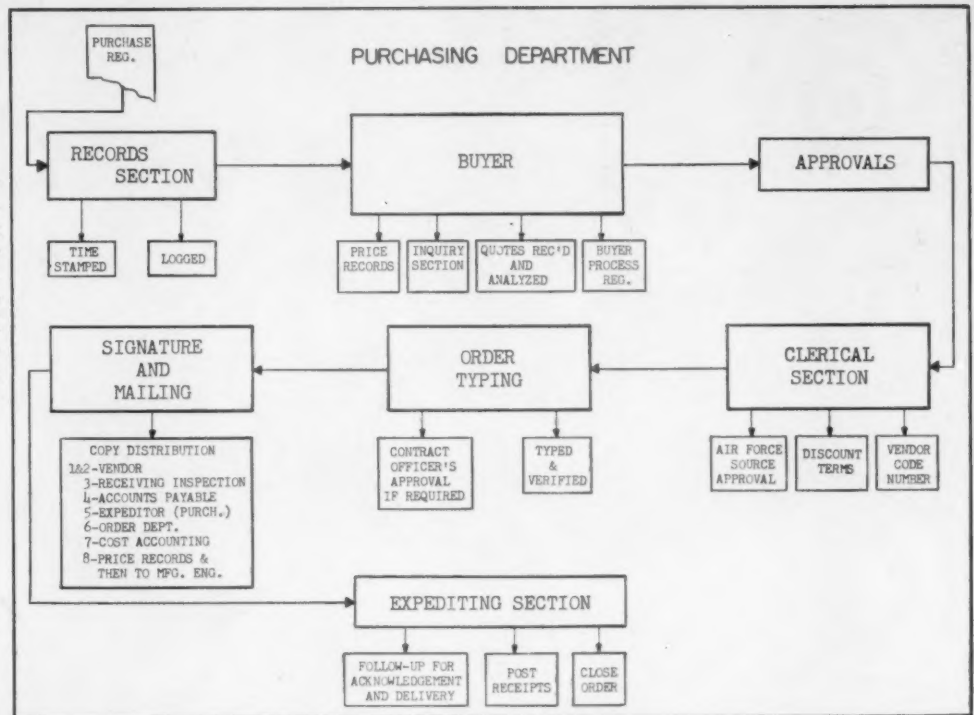 PURCHASE
REG.
PURCHASING DEPARTMENT
RECORDS
SECTION
BUYER
APPROVALS
TIME
STAMPED
LOGGED
PRICE
RECORDS
INQUIRY
SECTION
QUOTES REC'D
AND
ANALYZED
BUYER
PROCESS
REG.
SIGNATURE
AND
MAILING
ORDER
TYPING
CLERICAL
SECTION
COPY DISTRIBUTION
1&2-VENDOR
3-RECEIVING INSPECTION
4-ACCOUNTS PAYABLE
5-EXPEDITOR (PURCH.)
6-ORDER DEPT.
7-COST ACCOUNTING
8-PRICE RECORDS &
THEN TO MFG. ENG.
CONTRACT
OFFICER'S
APPROVAL
IF REQUIRED
TYPED
&
VERIFIED
AIR FORCE
SOURCE
APPROVAL
DISCOUNT
TERMS
VENDOR
CODE
NUMBER
EXPEDITING SECTION
FOLLOW-UP FOR
ACKNOWLEDGEMENT
AND DELIVERY
POST
RECEIPTS
CLOSE
ORDER